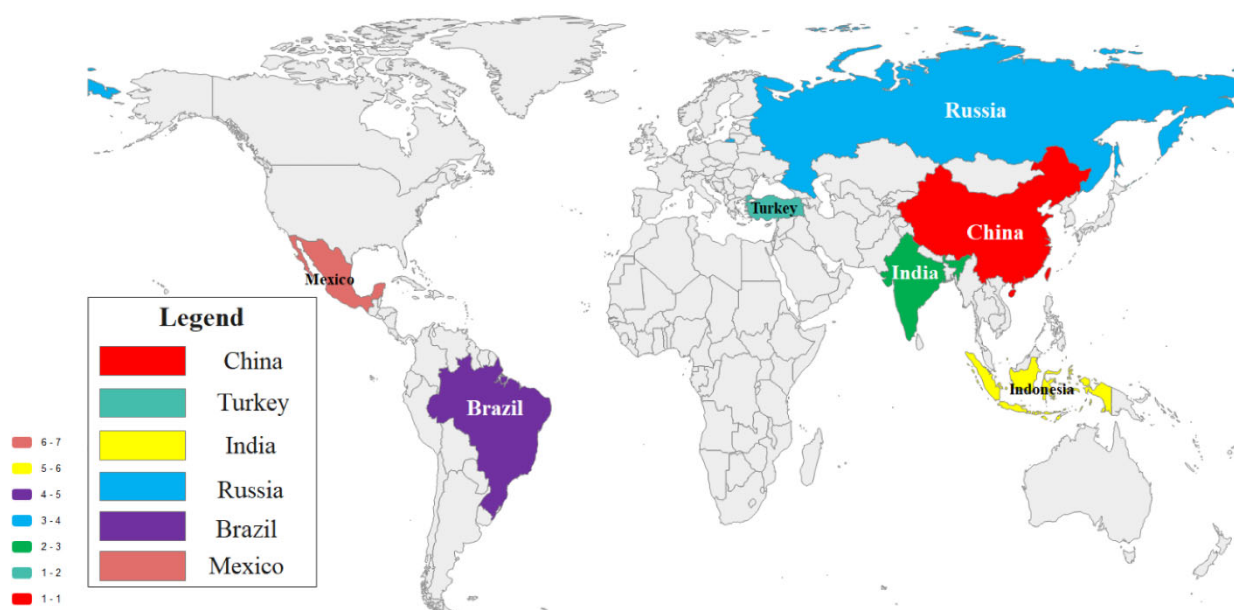 Russia
China
Turkey
India
Mexico
Indonesia
Brazil
Legend
China
Turkey
India
Russia
Brazil
Mexico
6 - 7
5 - 6
4 - 5
3 - 4
2 - 3
1 - 2
1 - 1